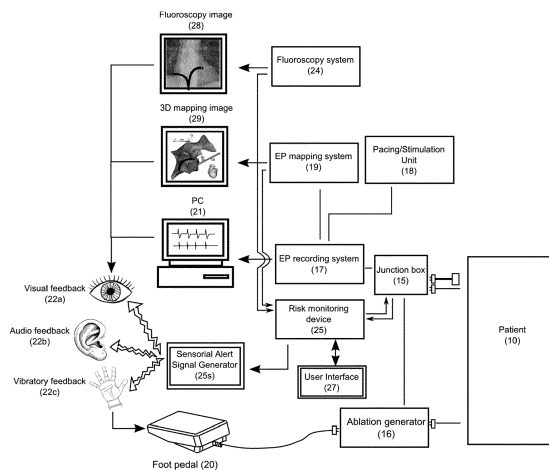 Fluoroscopy image
(28)
Fluoroscopy system
(24)
3D mapping image
(29)
EP mapping system
(19)
Pacing/Stimulation
Unit
(18)
PC
(21)
EP recording system
(17)
Junction box
(15)
Visual feedback
(22a)
Risk monitoring
device
(25)
Patient
(10)
Audio feedback
(22b)
Sensorial Alert
Signal Generator
(25s)
Vibratory feedback
(22c)
User Interface
(27)
Ablation generator
(16)
Foot pedal (20)